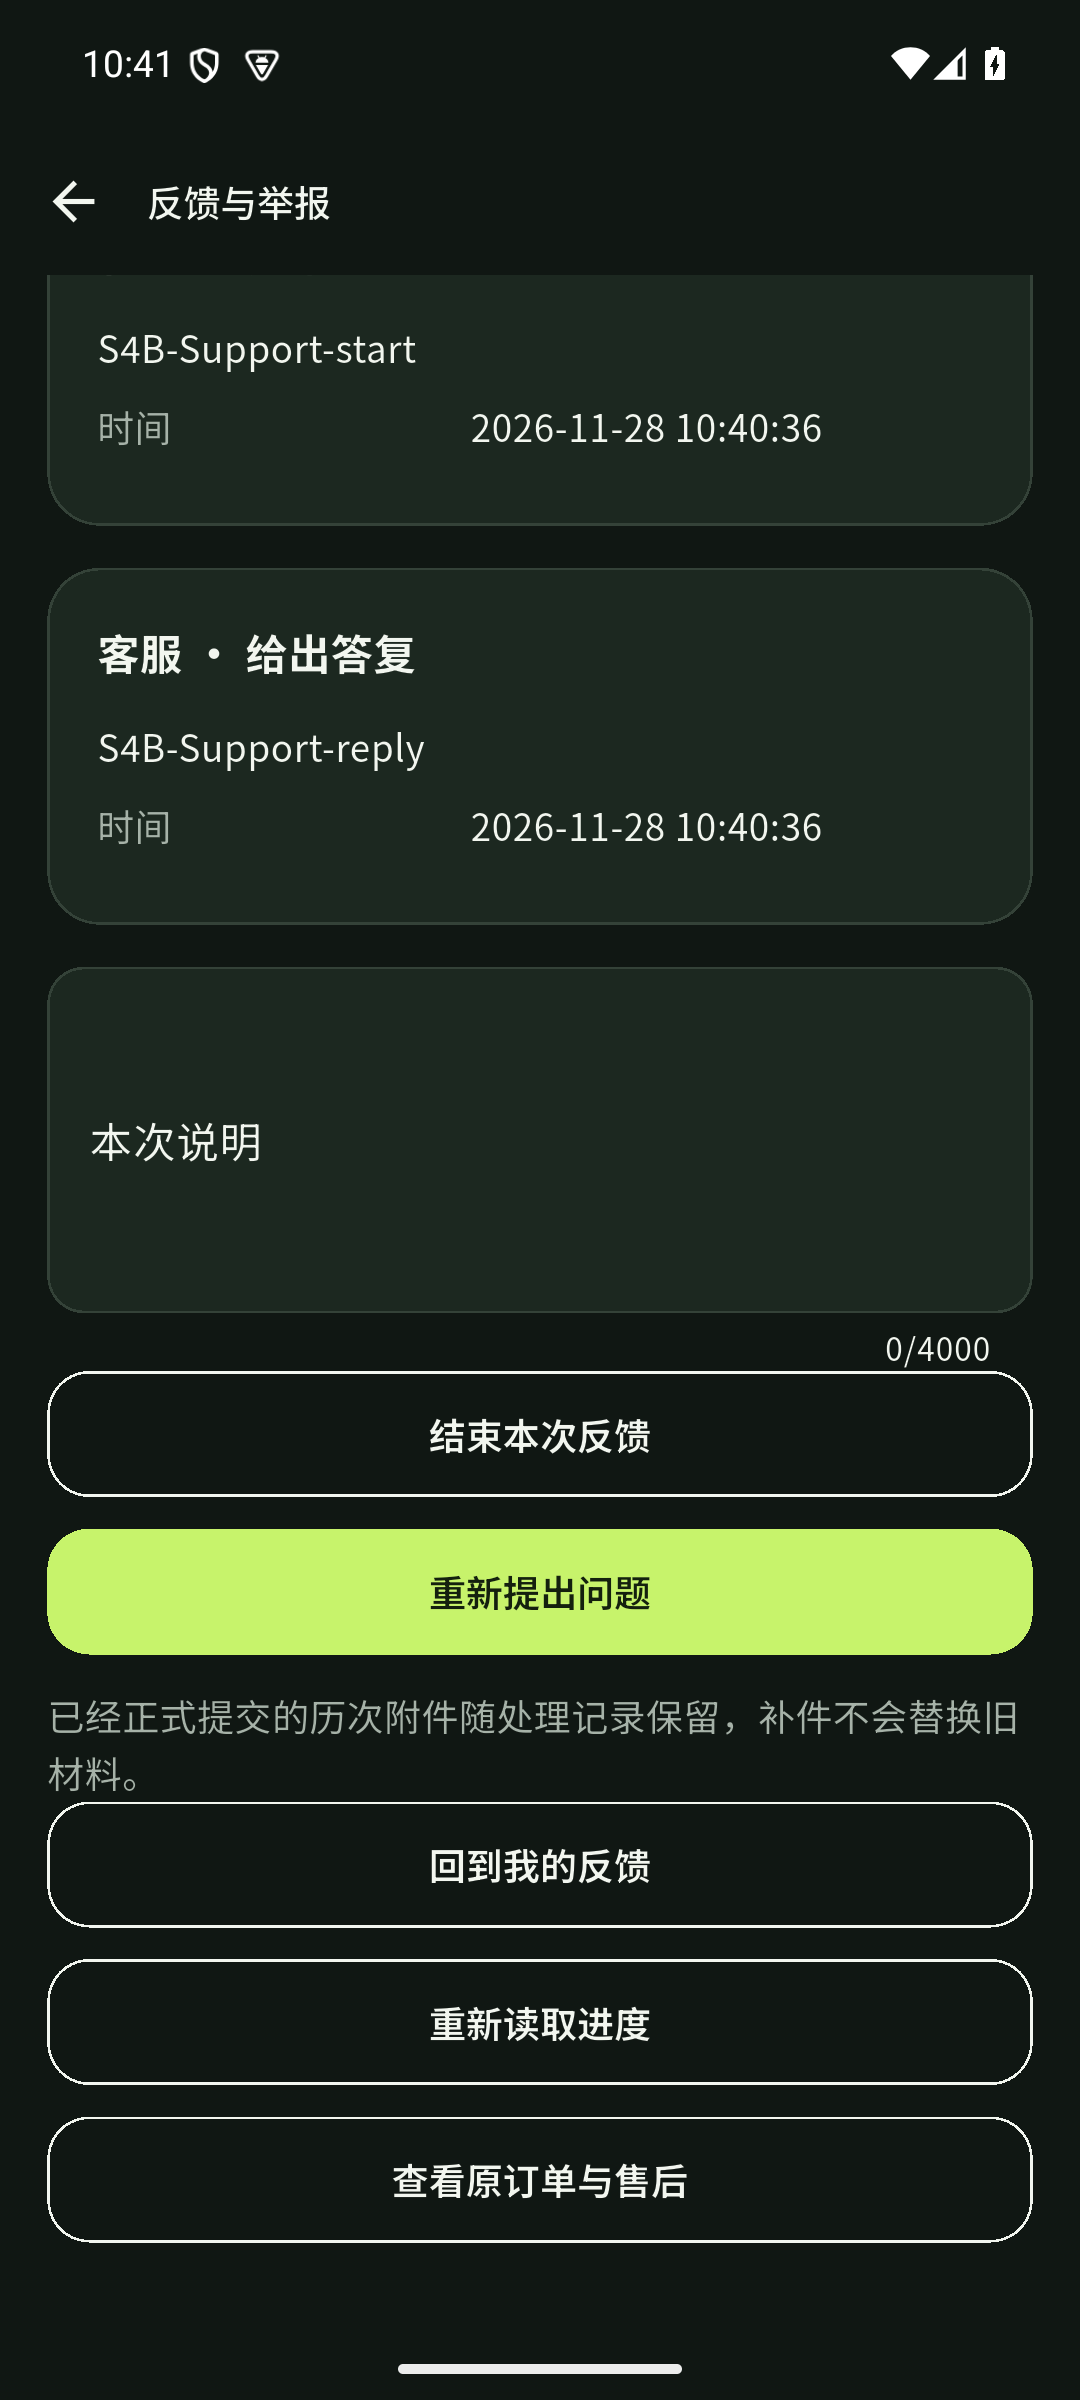 10:41
反馈与举报
S4B-Support-start
时间 2026-11-28 10:40:36
客服 · 给出答复
S4B-Support-reply
时间 2026-11-28 10:40:36
本次说明
0/4000
结束本次反馈
重新提出问题
已经正式提交的历次附件随处理记录保留，补件不会替换旧
材料。
回到我的反馈
重新读取进度
查看原订单与售后